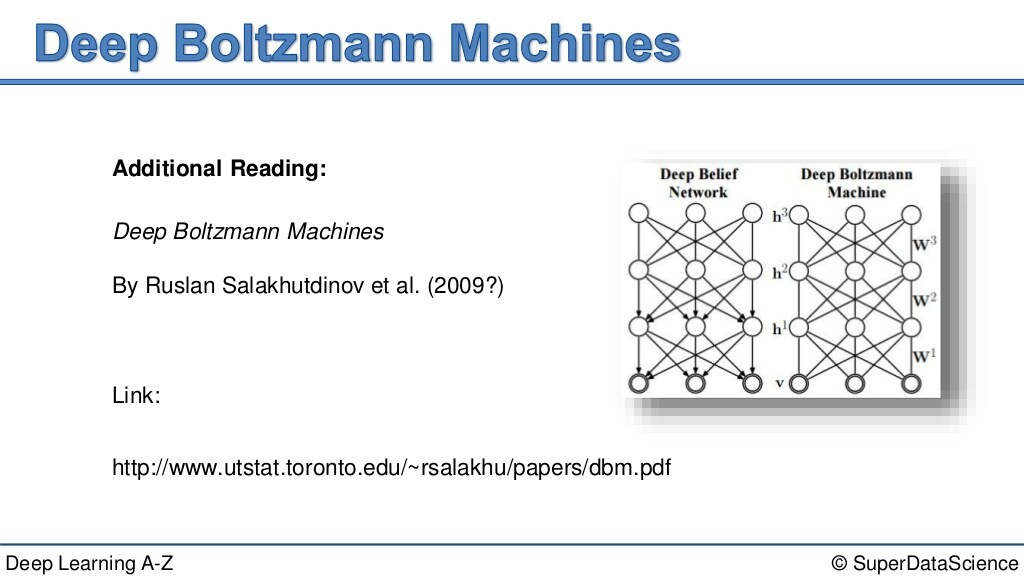 Deep Boltzmann Machines
Additional Reading:
Deep Boltzmann Machines
By Ruslan Salakhutdinov et al. (2009?)
Link:
http://www.utstat.toronto.edu/~rsalakhu/papers/dbm.pdf
Deep Belief
Network
Deep Boltzmann
Machine
h³
W³
h²
W²
h¹
W¹
v
Deep Learning A-Z
© SuperDataScience